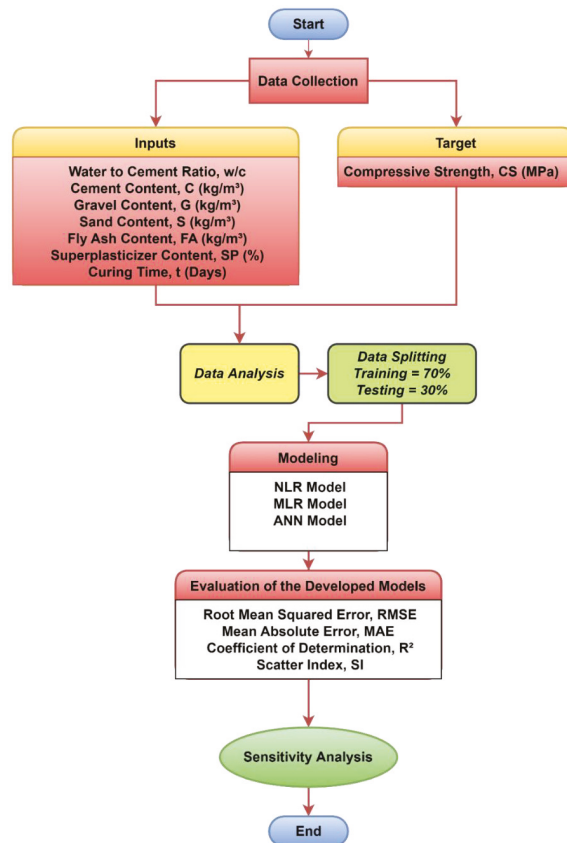 Start
Data Collection
Inputs
Water to Cement Ratio, w/c
Cement Content, C (kg/m³)
Gravel Content, G (kg/m³)
Sand Content, S (kg/m³)
Fly Ash Content, FA (kg/m³)
Superplasticizer Content, SP (%)
Curing Time, t (Days)
Target
Compressive Strength, CS (MPa)
Data Analysis
Data Splitting
Training = 70%
Testing = 30%
Modeling
NLR Model
MLR Model
ANN Model
Evaluation of the Developed Models
Root Mean Squared Error, RMSE
Mean Absolute Error, MAE
Coefficient of Determination, R²
Scatter Index, SI
Sensitivity Analysis
End